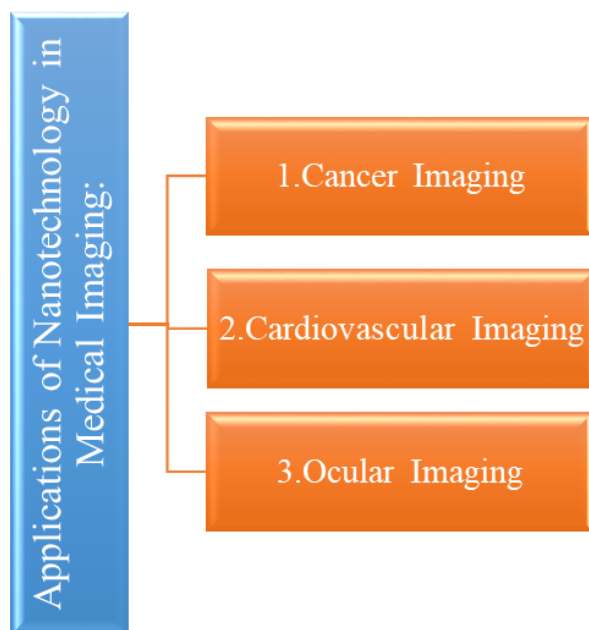 Applications of Nanotechnology in
Medical Imaging:
1.Cancer Imaging
2.Cardiovascular Imaging
3.Ocular Imaging